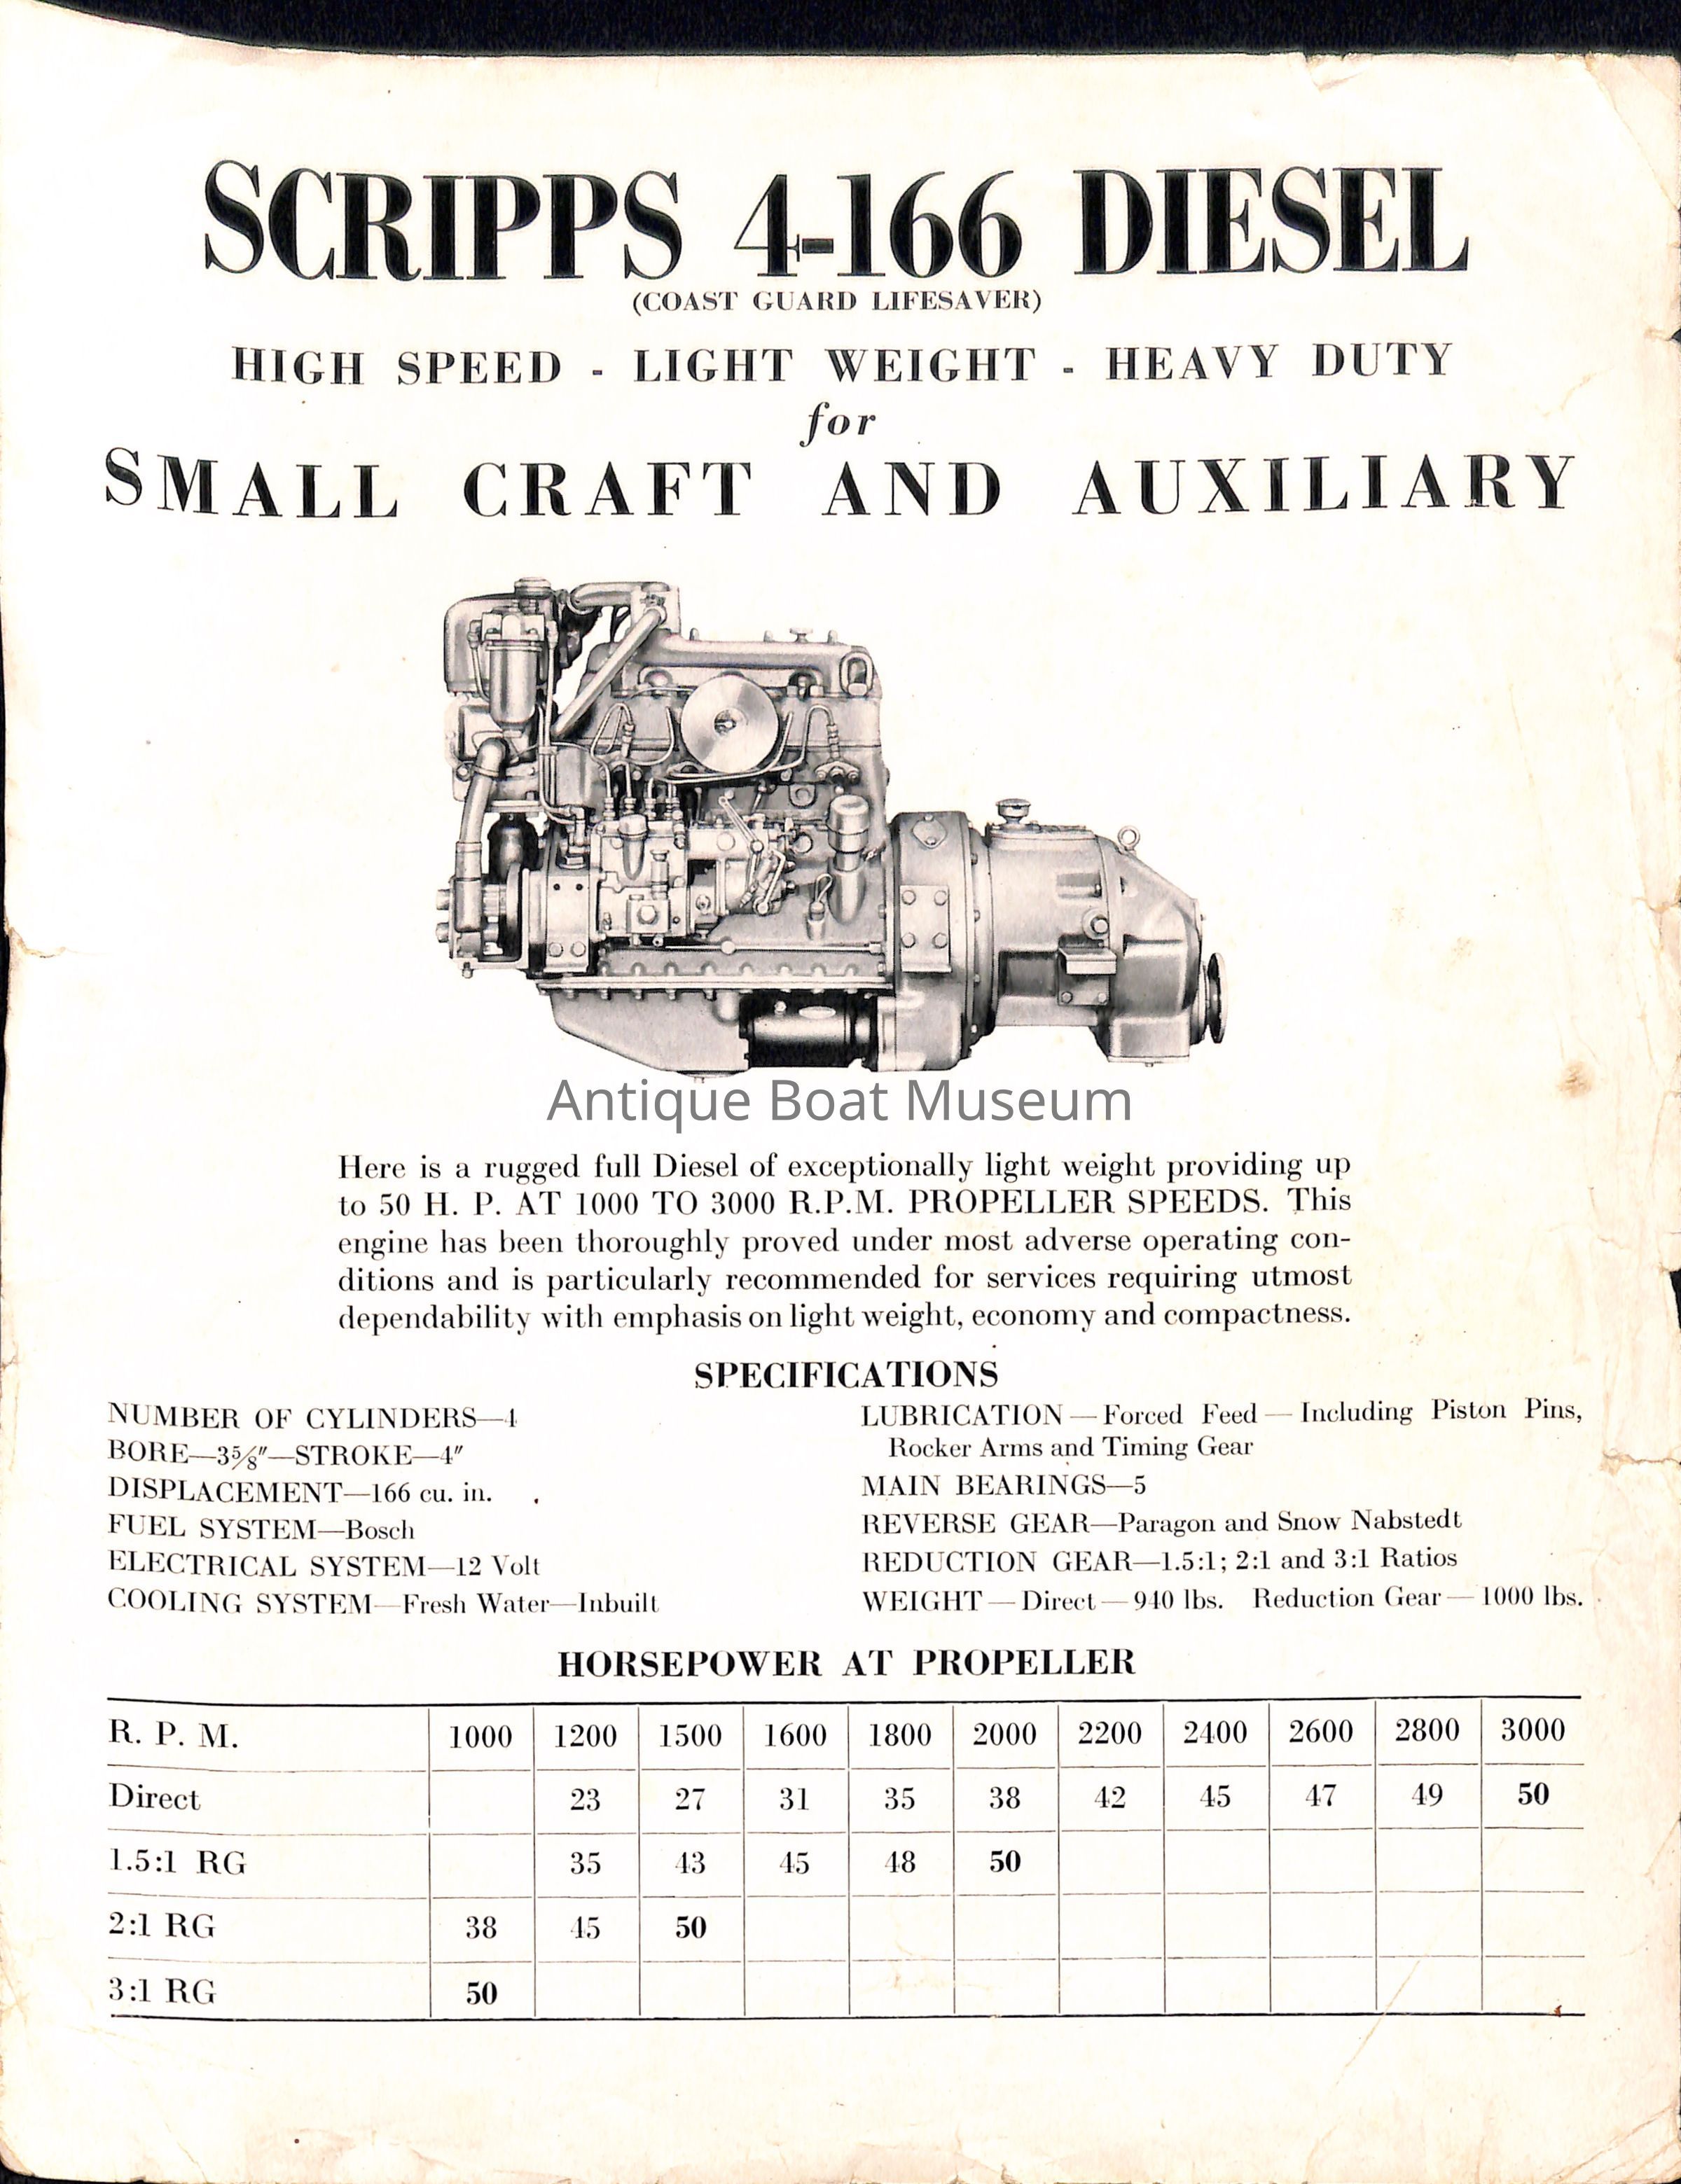 SCRIPPS 4-166 DIESEL
(COAST GUARD LIFESAVER)
HIGH SPEED - LIGHT WEIGHT - HEAVY DUTY
for
SMALL CRAFT AND AUXILIARY
Antique Boat Museum
Here is a rugged full Diesel of exceptionally light weight providing up
to 50 H. P. AT 1000 TO 3000 R.P.M. PROPELLER SPEEDS. This
engine has been thoroughly proved under most adverse operating con-
ditions and is particularly recommended for services requiring utmost
dependability with emphasis on light weight, economy and compactness.
SPECIFICATIONS
NUMBER OF CYLINDERS—4
BORE—3⅝″—STROKE—4″
DISPLACEMENT—166 cu. in.
FUEL SYSTEM—Bosch
ELECTRICAL SYSTEM—12 Volt
COOLING SYSTEM—Fresh Water—Inbuilt
LUBRICATION — Forced Feed — Including Piston Pins,
Rocker Arms and Timing Gear
MAIN BEARINGS—5
REVERSE GEAR—Paragon and Snow Nabstedt
REDUCTION GEAR—1.5:1; 2:1 and 3:1 Ratios
WEIGHT — Direct — 940 lbs. Reduction Gear — 1000 lbs.
HORSEPOWER AT PROPELLER
R. P. M. 1000 1200 1500 1600 1800 2000 2200 2400 2600 2800 3000
Direct 23 27 31 35 38 42 45 47 49 50
1.5:1 RG 35 43 45 48 50
2:1 RG 38 45 50
3:1 RG 50